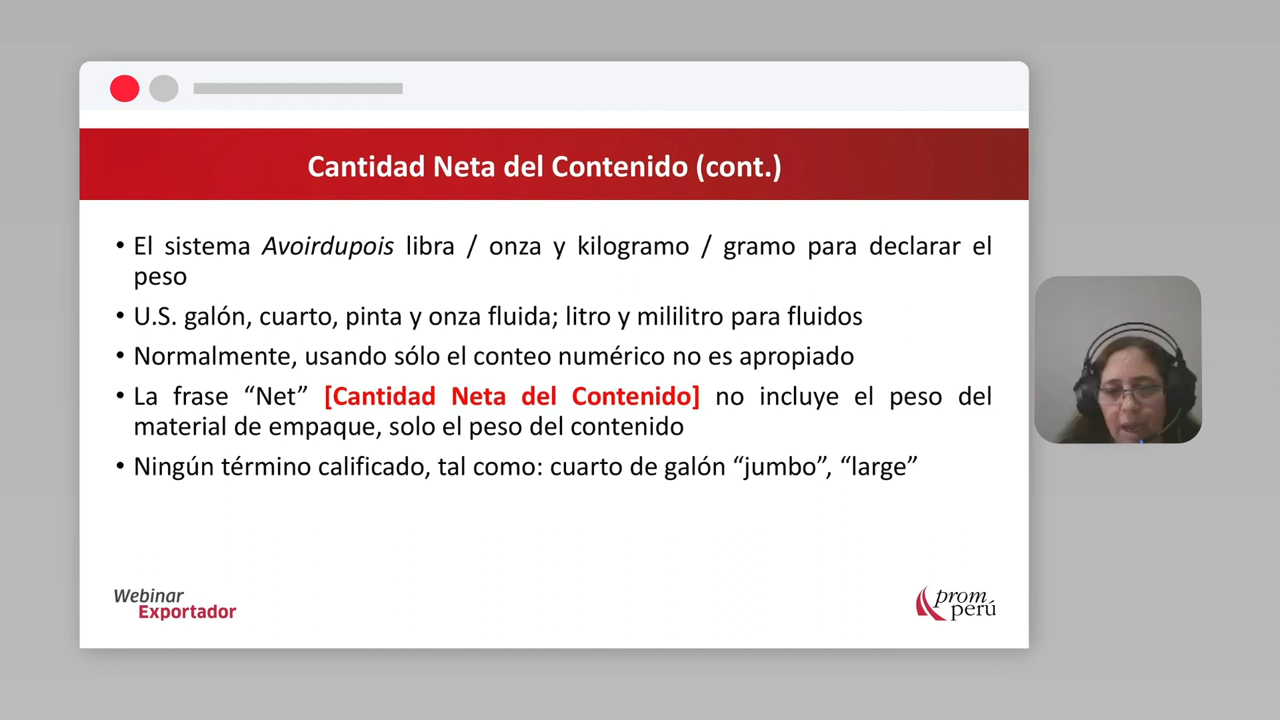 Cantidad Neta del Contenido (cont.)
• El sistema Avoirdupois libra / onza y kilogramo / gramo para declarar el
peso
• U.S. galón, cuarto, pinta y onza fluida; litro y mililitro para fluidos
• Normalmente, usando sólo el conteo numérico no es apropiado
• La frase “Net” [Cantidad Neta del Contenido] no incluye el peso del
material de empaque, solo el peso del contenido
• Ningún término calificado, tal como: cuarto de galón “jumbo”, “large”
Webinar
Exportador
prom
perú